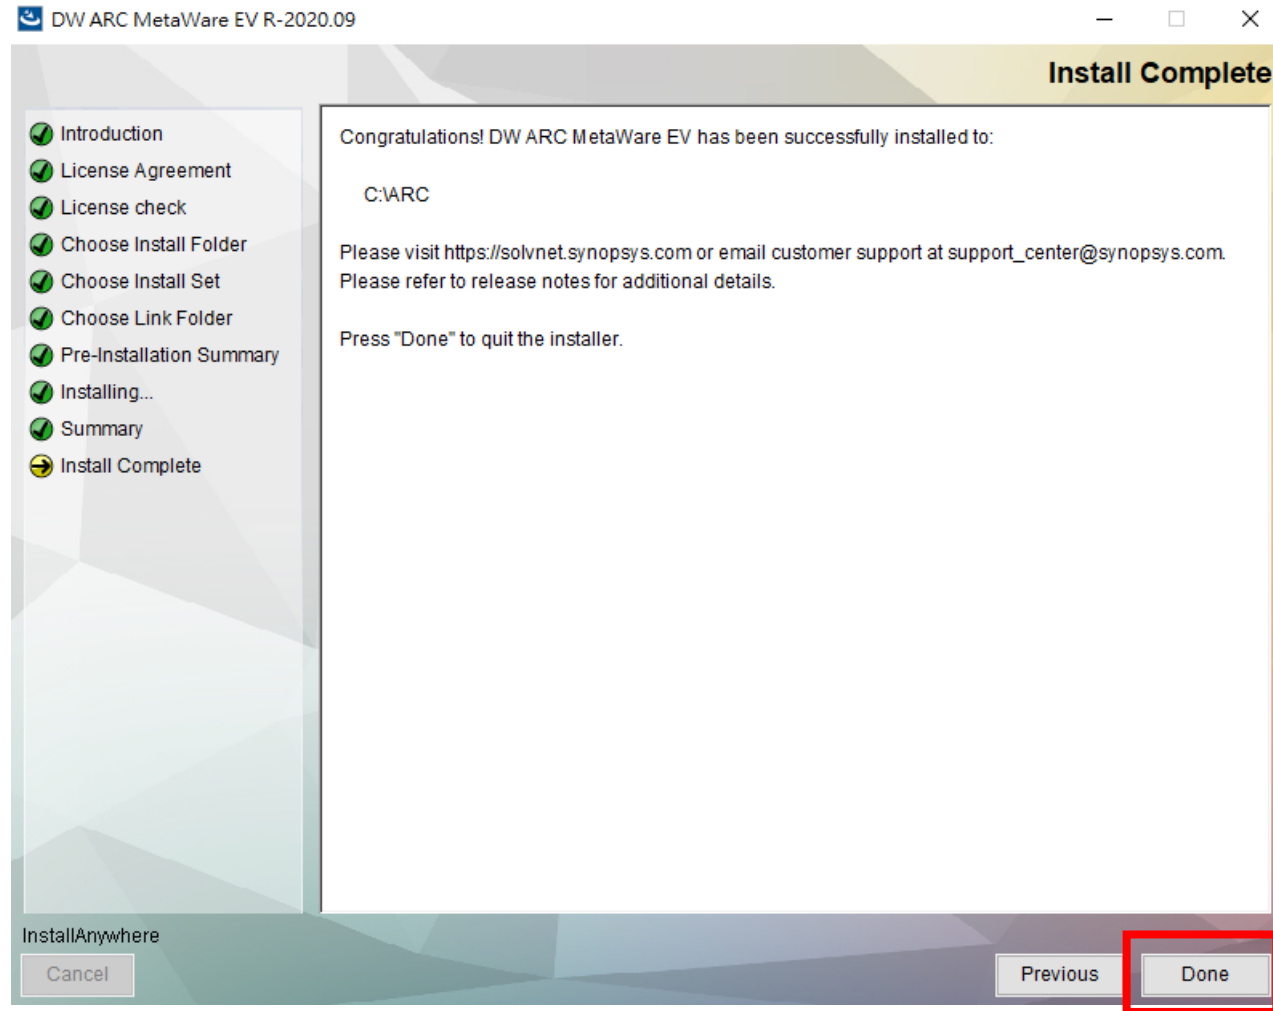 DW ARC MetaWare EV R-2020.09
Install Complete
Introduction
License Agreement
License check
Choose Install Folder
Choose Install Set
Choose Link Folder
Pre-Installation Summary
Installing...
Summary
Install Complete
Congratulations! DW ARC MetaWare EV has been successfully installed to:
C:\ARC
Please visit https://solvnet.synopsys.com or email customer support at support_center@synopsys.com.
Please refer to release notes for additional details.
Press "Done" to quit the installer.
InstallAnywhere
Cancel
Previous
Done